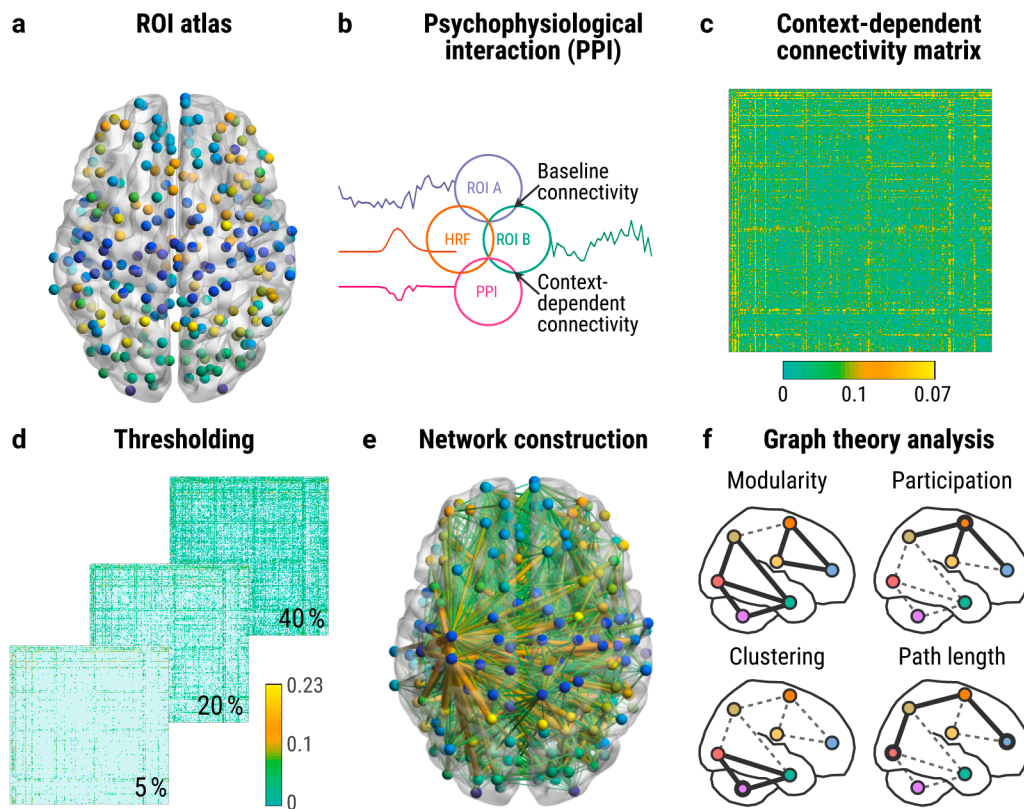 a
ROI atlas
b
Psychophysiological
interaction (PPI)
c
Context-dependent
connectivity matrix
ROI A
Baseline
connectivity
HRF
ROI B
PPI
Context-
dependent
connectivity
0
0.1
0.07
d
Thresholding
40 %
20 %
5 %
0.23
0.1
0
e
Network construction
f
Graph theory analysis
Modularity
Participation
Clustering
Path length